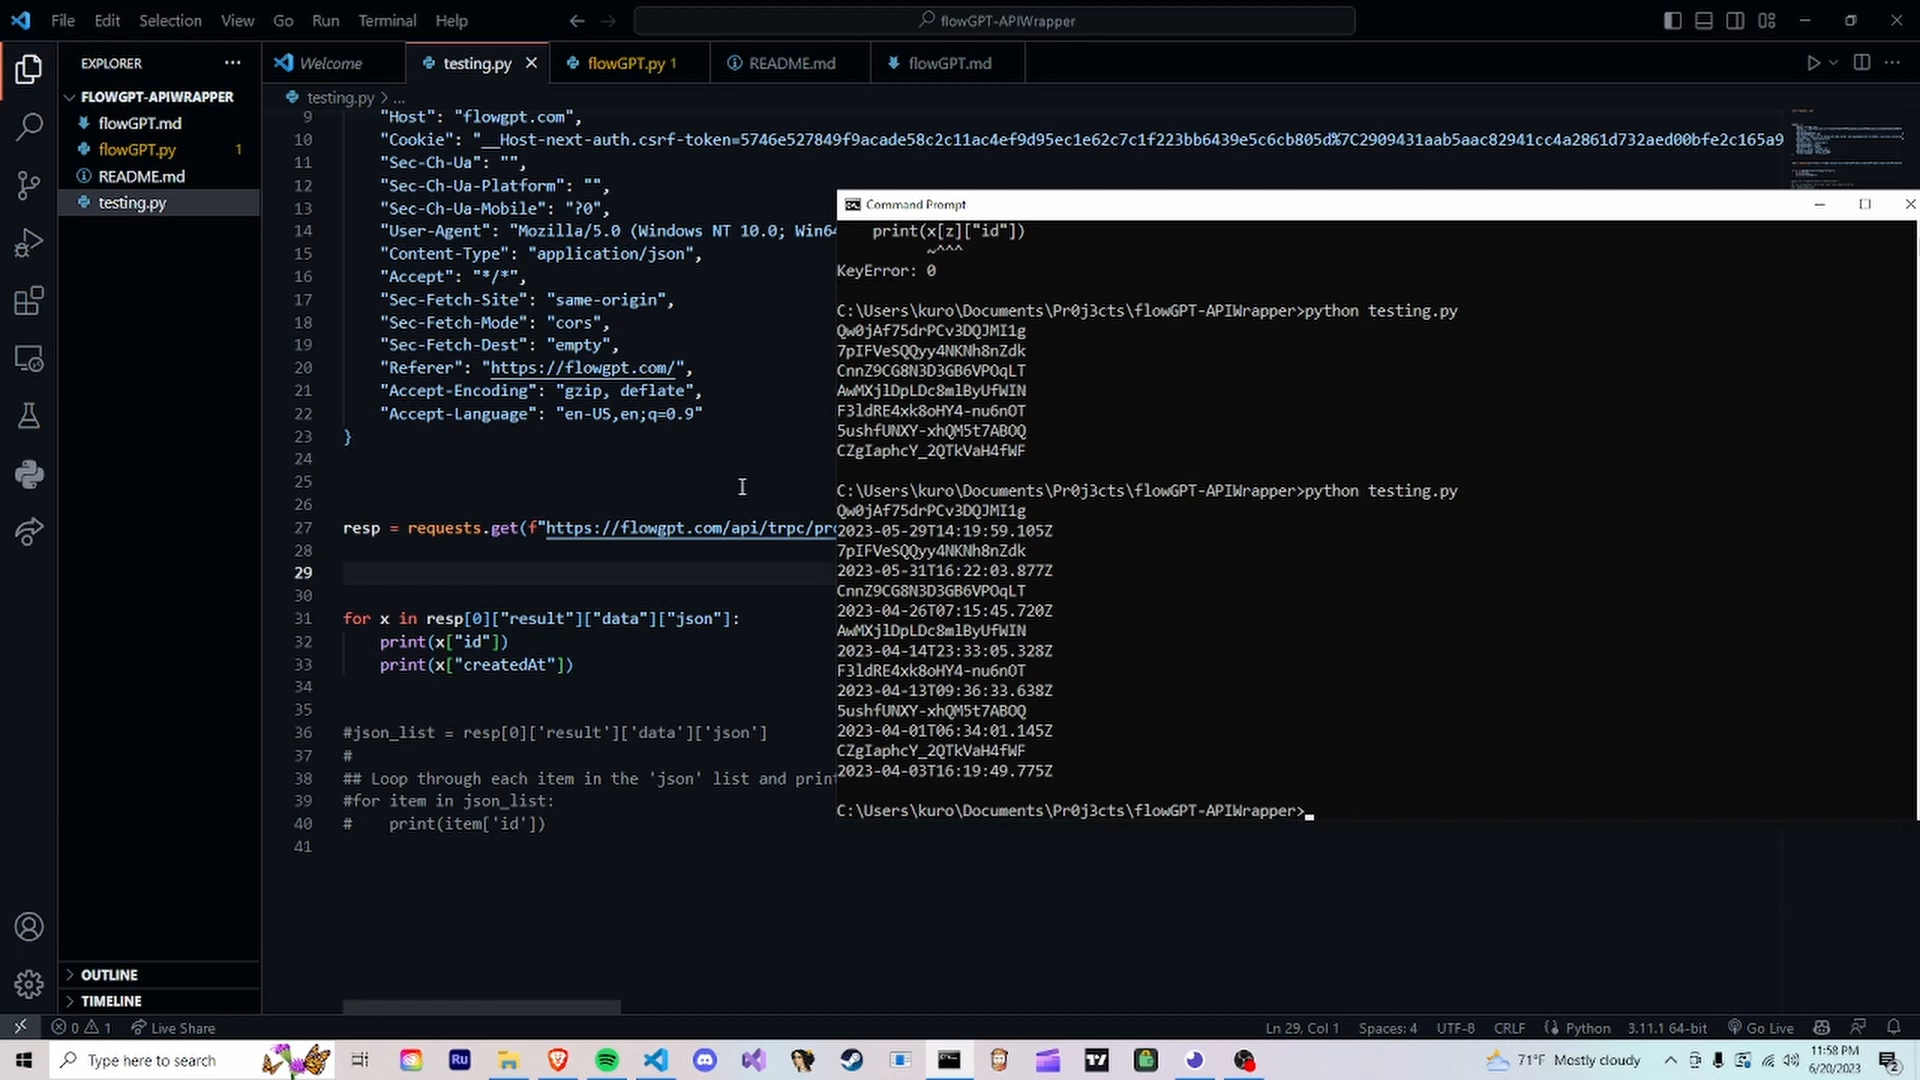 File Edit Selection View Go Run Terminal Help
flowGPT-APIWrapper
EXPLORER
Welcome
testing.py
flowGPT.py 1
README.md
flowGPT.md
FLOWGPT-APIWRAPPER
flowGPT.md
flowGPT.py 1
README.md
testing.py
testing.py > ...
9 "Host": "flowgpt.com",
10 "Cookie": "__Host-next-auth.csrf-token=5746e527849f9acade58c2c11ac4ef9d95ec1e62c7c1f223bb6439e5c6cb805d%7C2909431aab5aac82941cc4a2861d732aed00bfe2c165a9
11 "Sec-Ch-Ua": "",
12 "Sec-Ch-Ua-Platform": "",
13 "Sec-Ch-Ua-Mobile": "?0",
14 "User-Agent": "Mozilla/5.0 (Windows NT 10.0; Win64
15 "Content-Type": "application/json",
16 "Accept": "*/*",
17 "Sec-Fetch-Site": "same-origin",
18 "Sec-Fetch-Mode": "cors",
19 "Sec-Fetch-Dest": "empty",
20 "Referer": "https://flowgpt.com/",
21 "Accept-Encoding": "gzip, deflate",
22 "Accept-Language": "en-US,en;q=0.9"
23 }
24
25
26
27 resp = requests.get(f"https://flowgpt.com/api/trpc/pro
28
29
30
31 for x in resp[0]["result"]["data"]["json"]:
32 print(x["id"])
33 print(x["createdAt"])
34
35
36 #json_list = resp[0]['result']['data']['json']
37 #
38 ## Loop through each item in the 'json' list and print
39 #for item in json_list:
40 # print(item['id'])
41
Command Prompt
print(x[z]["id"])
~^^^
KeyError: 0
C:\Users\kuro\Documents\Pr0j3cts\flowGPT-APIWrapper>python testing.py
Qw0jAf75drPCv3DQJMI1g
7pIFVeSQQyy4NKNh8nZdk
CnnZ9CG8N3D3GB6VPOqLT
AwMXjlDpLDc8mlByUfWIN
F3ldRE4xk8oHY4-nu6nOT
5ushfUNXY-xhQM5t7ABOQ
CZgIaphcY_2QTkVaH4fWF
C:\Users\kuro\Documents\Pr0j3cts\flowGPT-APIWrapper>python testing.py
Qw0jAf75drPCv3DQJMI1g
2023-05-29T14:19:59.105Z
7pIFVeSQQyy4NKNh8nZdk
2023-05-31T16:22:03.877Z
CnnZ9CG8N3D3GB6VPOqLT
2023-04-26T07:15:45.720Z
AwMXjlDpLDc8mlByUfWIN
2023-04-14T23:33:05.328Z
F3ldRE4xk8oHY4-nu6nOT
2023-04-13T09:36:33.638Z
5ushfUNXY-xhQM5t7ABOQ
2023-04-01T06:34:01.145Z
CZgIaphcY_2QTkVaH4fWF
2023-04-03T16:19:49.775Z
C:\Users\kuro\Documents\Pr0j3cts\flowGPT-APIWrapper>
OUTLINE
TIMELINE
0 1 Live Share
Ln 29, Col 1 Spaces: 4 UTF-8 CRLF Python 3.11.1 64-bit Go Live
Type here to search
Ru
71°F Mostly cloudy
11:58 PM
6/20/2023
2